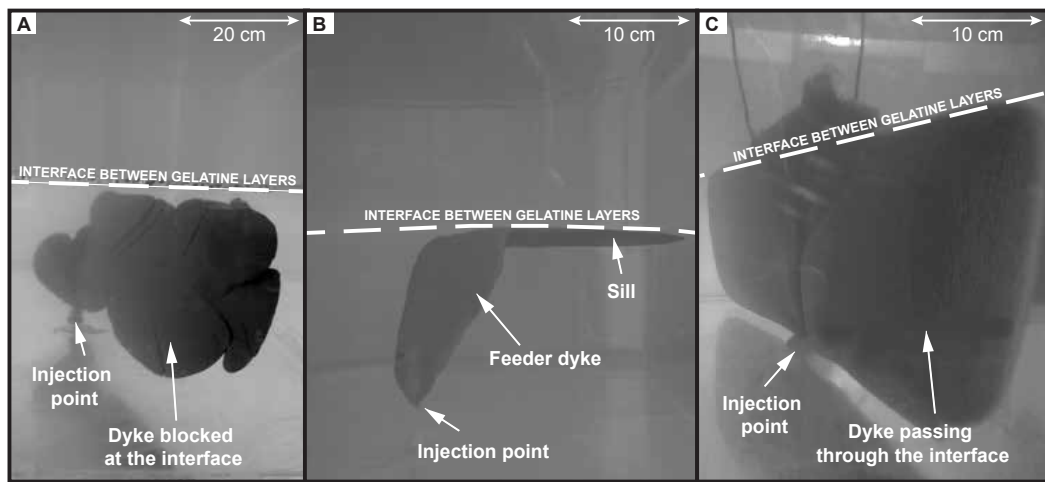 A
20 cm
INTERFACE BETWEEN GELATINE LAYERS
Injection
point
Dyke blocked
at the interface
B
10 cm
INTERFACE BETWEEN GELATINE LAYERS
Sill
Feeder dyke
Injection point
C
10 cm
INTERFACE BETWEEN GELATINE LAYERS
Injection
point
Dyke passing
through the interface